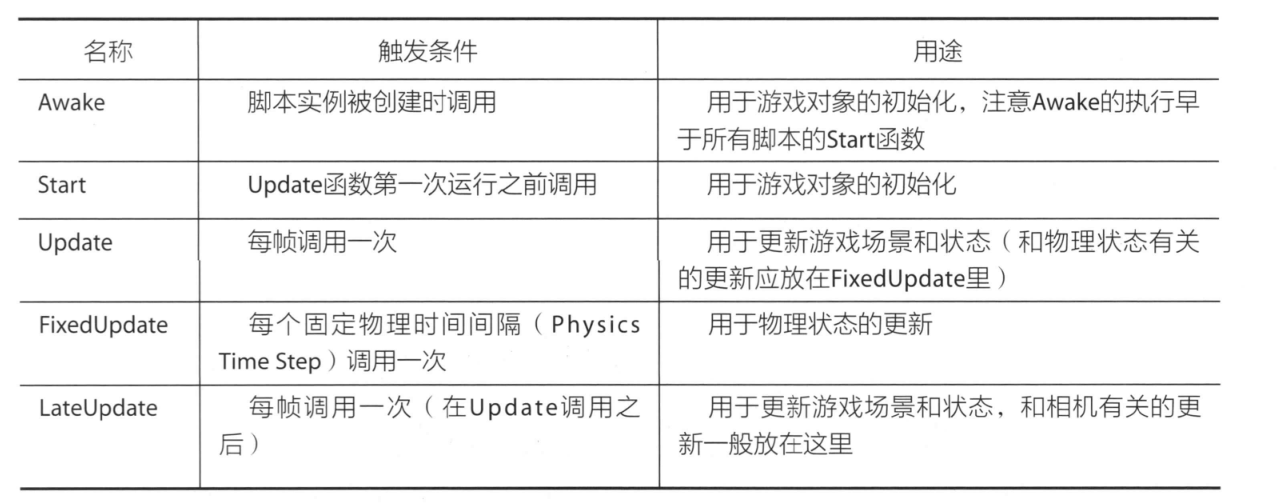 名称 触发条件 用途
Awake 脚本实例被创建时调用 用于游戏对象的初始化，注意Awake的执行早
于所有脚本的Start函数
Start Update函数第一次运行之前调用 用于游戏对象的初始化
Update 每帧调用一次 用于更新游戏场景和状态（和物理状态有关
的更新应放在FixedUpdate里）
FixedUpdate 每个固定物理时间间隔（Physics 用于物理状态的更新
Time Step）调用一次
LateUpdate 每帧调用一次（在Update调用之 用于更新游戏场景和状态，和相机有关的更
后） 新一般放在这里